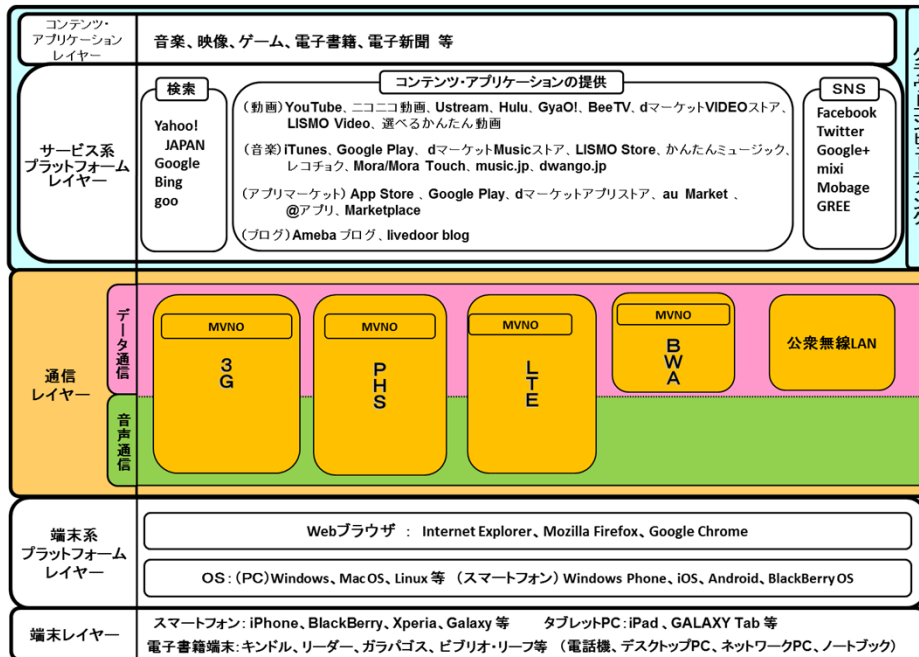 コンテンツ・
アプリケーション
レイヤー
音楽、映像、ゲーム、電子書籍、電子新聞 等
サービス系
プラットフォーム
レイヤー
検索
Yahoo!
JAPAN
Google
Bing
goo
コンテンツ・アプリケーションの提供
(動画) YouTube、ニコニコ動画、Ustream、Hulu、GyaO!、BeeTV、dマーケットVIDEOストア、
LISMO Video、選べるかんたん動画
(音楽) iTunes、Google Play、dマーケットMusicストア、LISMO Store、かんたんミュージック、
レコチョク、Mora/Mora Touch、music.jp、dwango.jp
(アプリマーケット) App Store 、Google Play、dマーケットアプリストア、au Market 、
@アプリ、Marketplace
(ブログ) Ameba ブログ、livedoor blog
SNS
Facebook
Twitter
Google+
mixi
Mobage
GREE
通信
レイヤー
データ通信
音声通信
MVNO
3G
MVNO
PHS
MVNO
LTE
MVNO
BWA
公衆無線LAN
端末系
プラットフォーム
レイヤー
Webブラウザ : Internet Explorer、Mozilla Firefox、Google Chrome
OS：(PC)Windows、Mac OS、Linux 等 (スマートフォン) Windows Phone、iOS、Android、BlackBerry OS
端末レイヤー
スマートフォン：iPhone、BlackBerry、Xperia、Galaxy 等 タブレットPC：iPad 、GALAXY Tab 等
電子書籍端末：キンドル、リーダー、ガラパゴス、ビブリオ・リーフ等 (電話機、デスクトップPC、ネットワークPC、ノートブック)